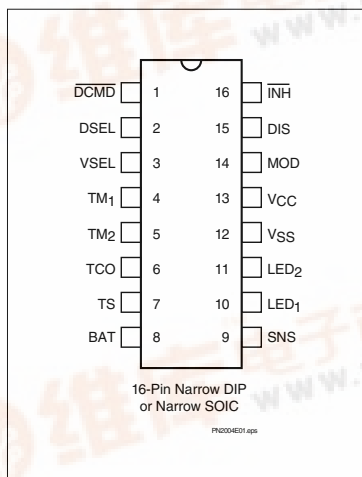 DCMD 1 16 INH
DSEL 2 15 DIS
VSEL 3 14 MOD
TM1 4 13 VCC
TM2 5 12 VSS
TCO 6 11 LED2
TS 7 10 LED1
BAT 8 9 SNS
16-Pin Narrow DIP
or Narrow SOIC
PN2004E01.eps